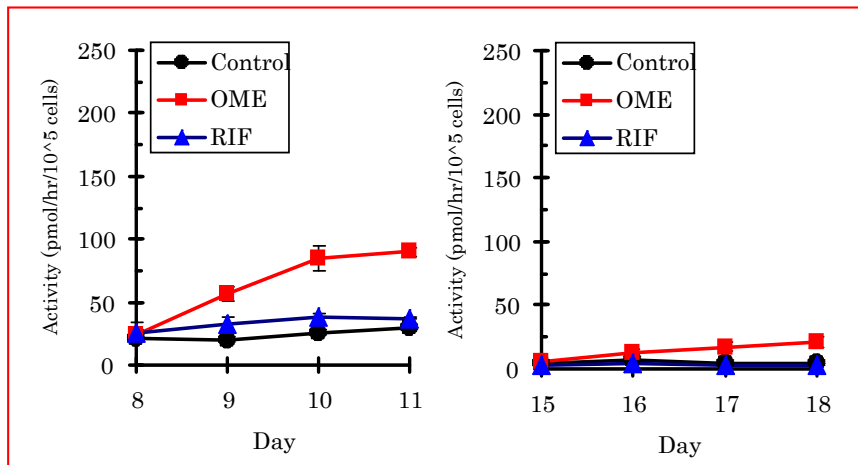 250
200
150
100
50
0
Activity (pmol/hr/10^5 cells)
Control
OME
RIF
8 9 10 11
Day
250
200
150
100
50
0
Activity (pmol/hr/10^5 cells)
Control
OME
RIF
15 16 17 18
Day